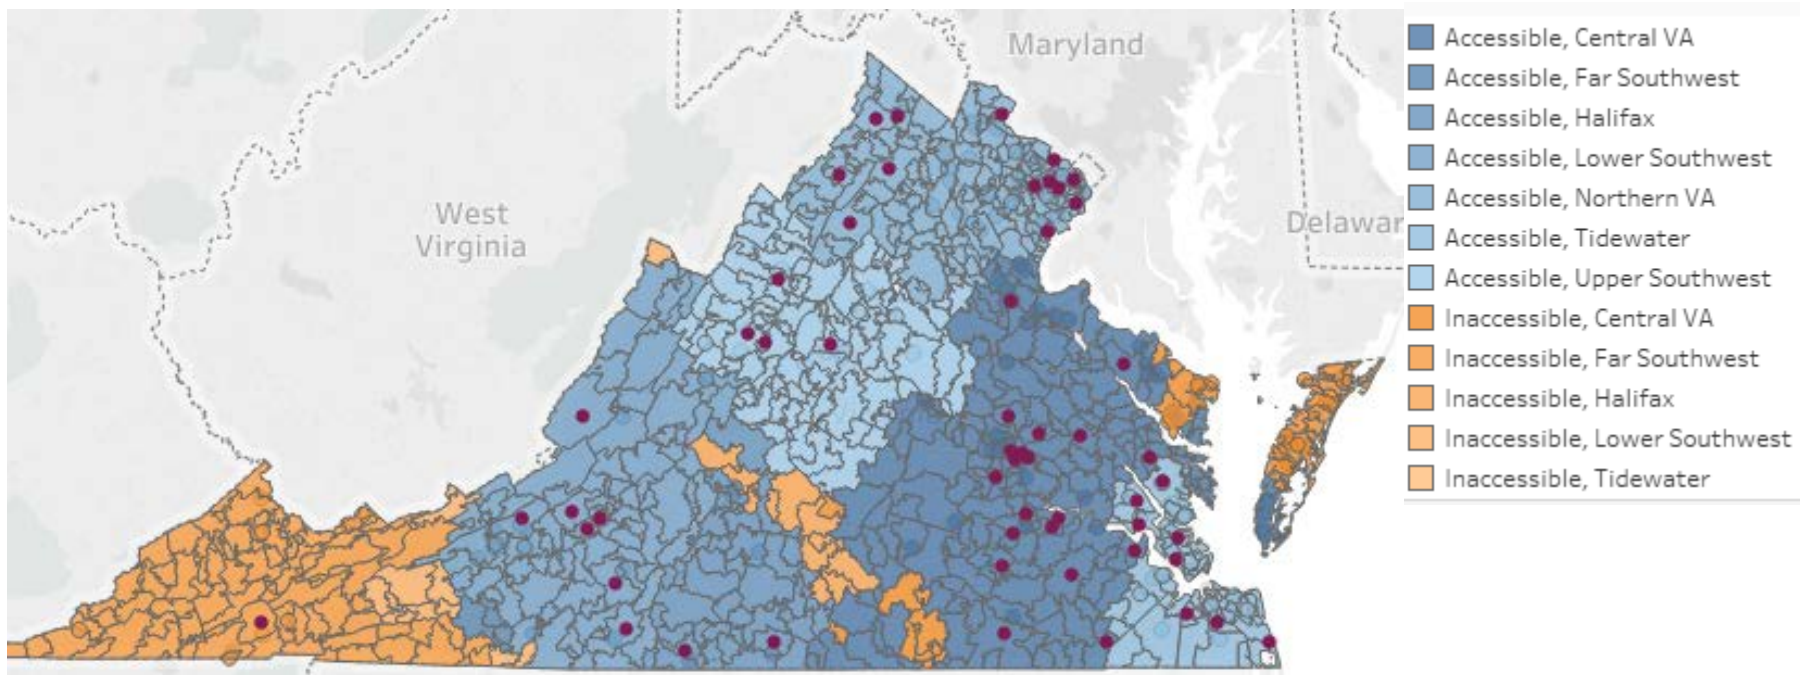 Maryland
West
Virginia
Delawar
Accessible, Central VA
Accessible, Far Southwest
Accessible, Halifax
Accessible, Lower Southwest
Accessible, Northern VA
Accessible, Tidewater
Accessible, Upper Southwest
Inaccessible, Central VA
Inaccessible, Far Southwest
Inaccessible, Halifax
Inaccessible, Lower Southwest
Inaccessible, Tidewater